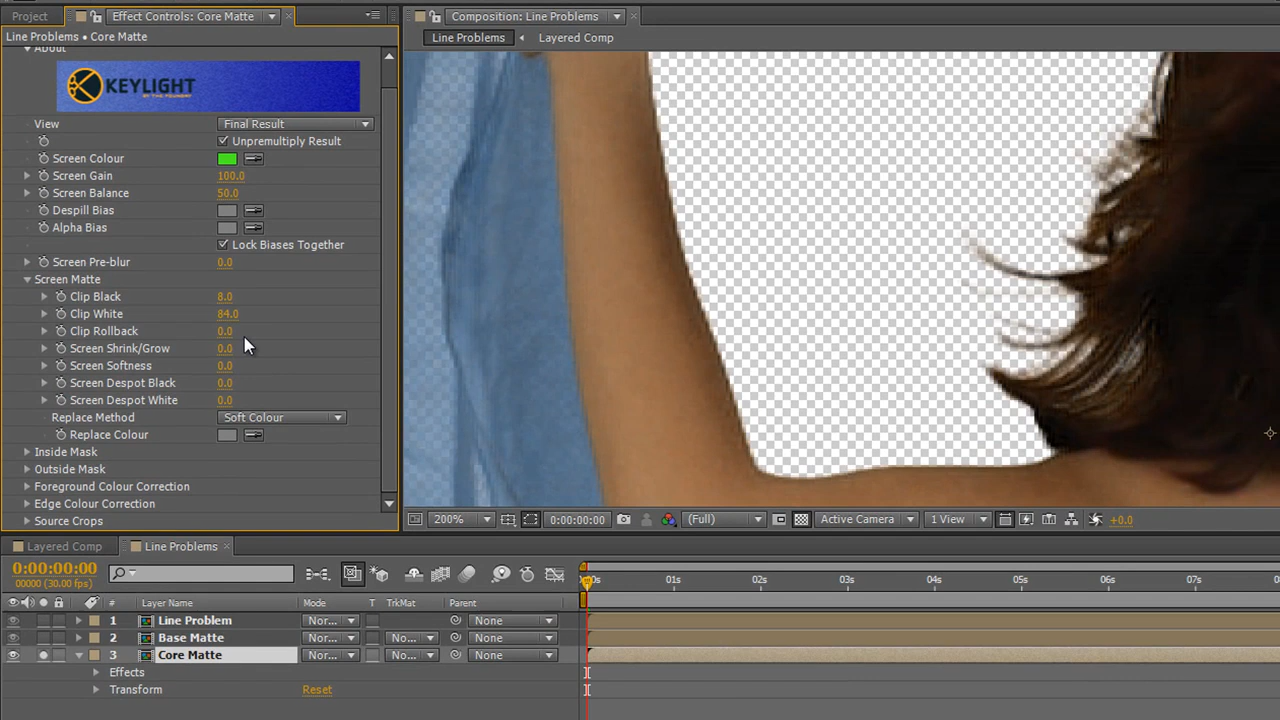 Project
Effect Controls: Core Matte
Composition: Line Problems
Line Problems • Core Matte
Line Problems
Layered Comp
About
KEYLIGHT
BY THE FOUNDRY
View
Final Result
Unpremultiply Result
Screen Colour
Screen Gain
100.0
Screen Balance
50.0
Despill Bias
Alpha Bias
Lock Biases Together
Screen Pre-blur
0.0
Screen Matte
Clip Black
8.0
Clip White
84.0
Clip Rollback
0.0
Screen Shrink/Grow
0.0
Screen Softness
0.0
Screen Despot Black
0.0
Screen Despot White
0.0
Replace Method
Soft Colour
Replace Colour
Inside Mask
Outside Mask
Foreground Colour Correction
Edge Colour Correction
Source Crops
200%
0:00:00:00
(Full)
Active Camera
1 View
+0.0
Layered Comp
Line Problems
0:00:00:00
00000 (30.00 fps)
01s
02s
03s
04s
05s
06s
07s
#
Layer Name
Mode
T
TrkMat
Parent
1
Line Problem
Nor...
None
2
Base Matte
Nor...
No...
None
3
Core Matte
Nor...
No...
None
Effects
Transform
Reset